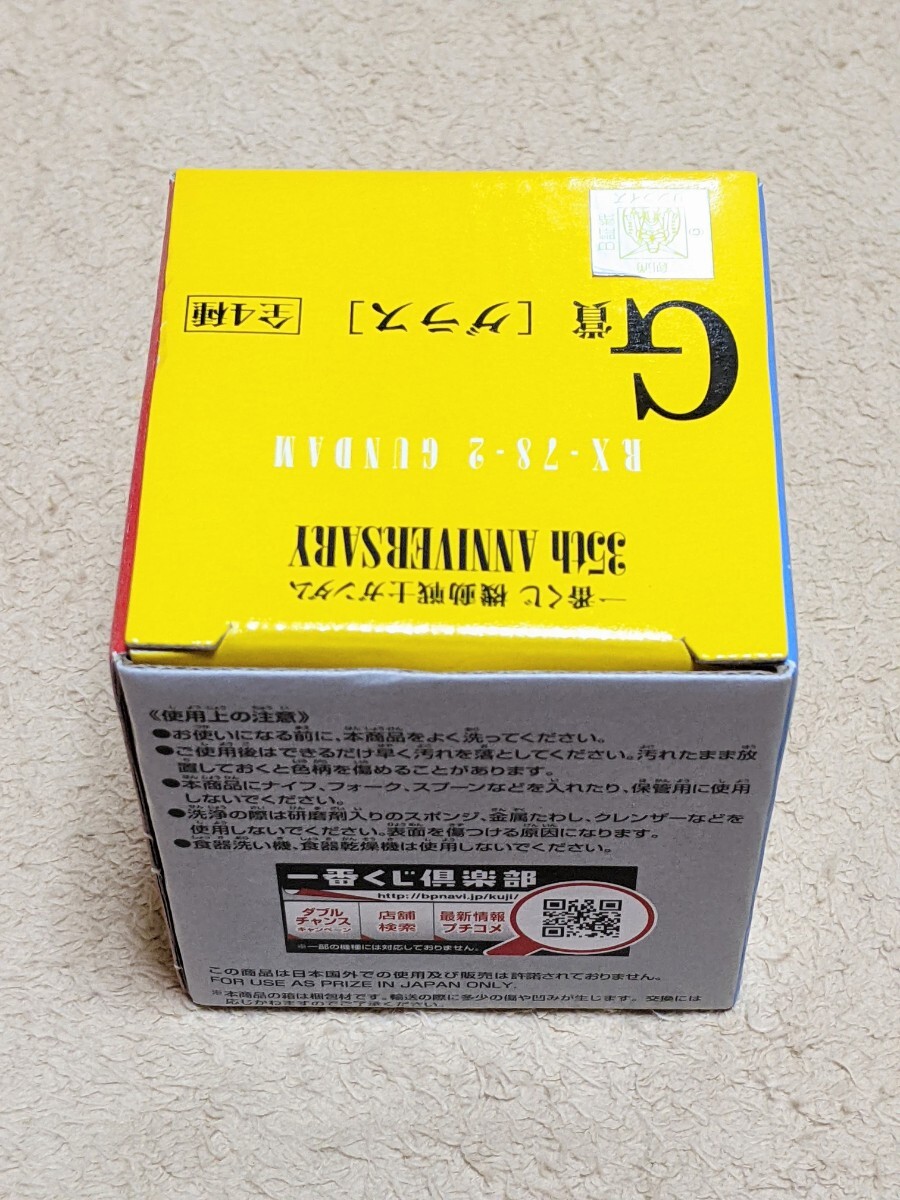 一番くじ 機動戦士ガンダム
35th ANNIVERSARY
RX-78-2 GUNDAM
G賞 [グラス] 全4種
《使用上の注意》
●お使いになる前に、本商品をよく洗ってください。
●ご使用後はできるだけ早く汚れを落としてください。汚れたまま放
置しておくと色柄を傷めることがあります。
●本商品にナイフ、フォーク、スプーンなどを入れたり、保管用に使用
しないでください。
●洗浄の際は研磨剤入りのスポンジ、金属たわし、クレンザーなどを
使用しないでください。表面を傷つける原因になります。
●食器洗い機、食器乾燥機は使用しないでください。
一番くじ倶楽部
http://bpnavi.jp/kuji/
ダブル
チャンス
キャンペーン
店舗
検索
最新情報
プチコメ
※一部の機種には対応しておりません。
この商品は日本国外での使用及び販売は許諾されておりません。
FOR USE AS PRIZE IN JAPAN ONLY.
※本商品の箱は梱包材です。輸送の際に多少の傷や凹みが生じます。交換には
応じかねますのでご了承ください。